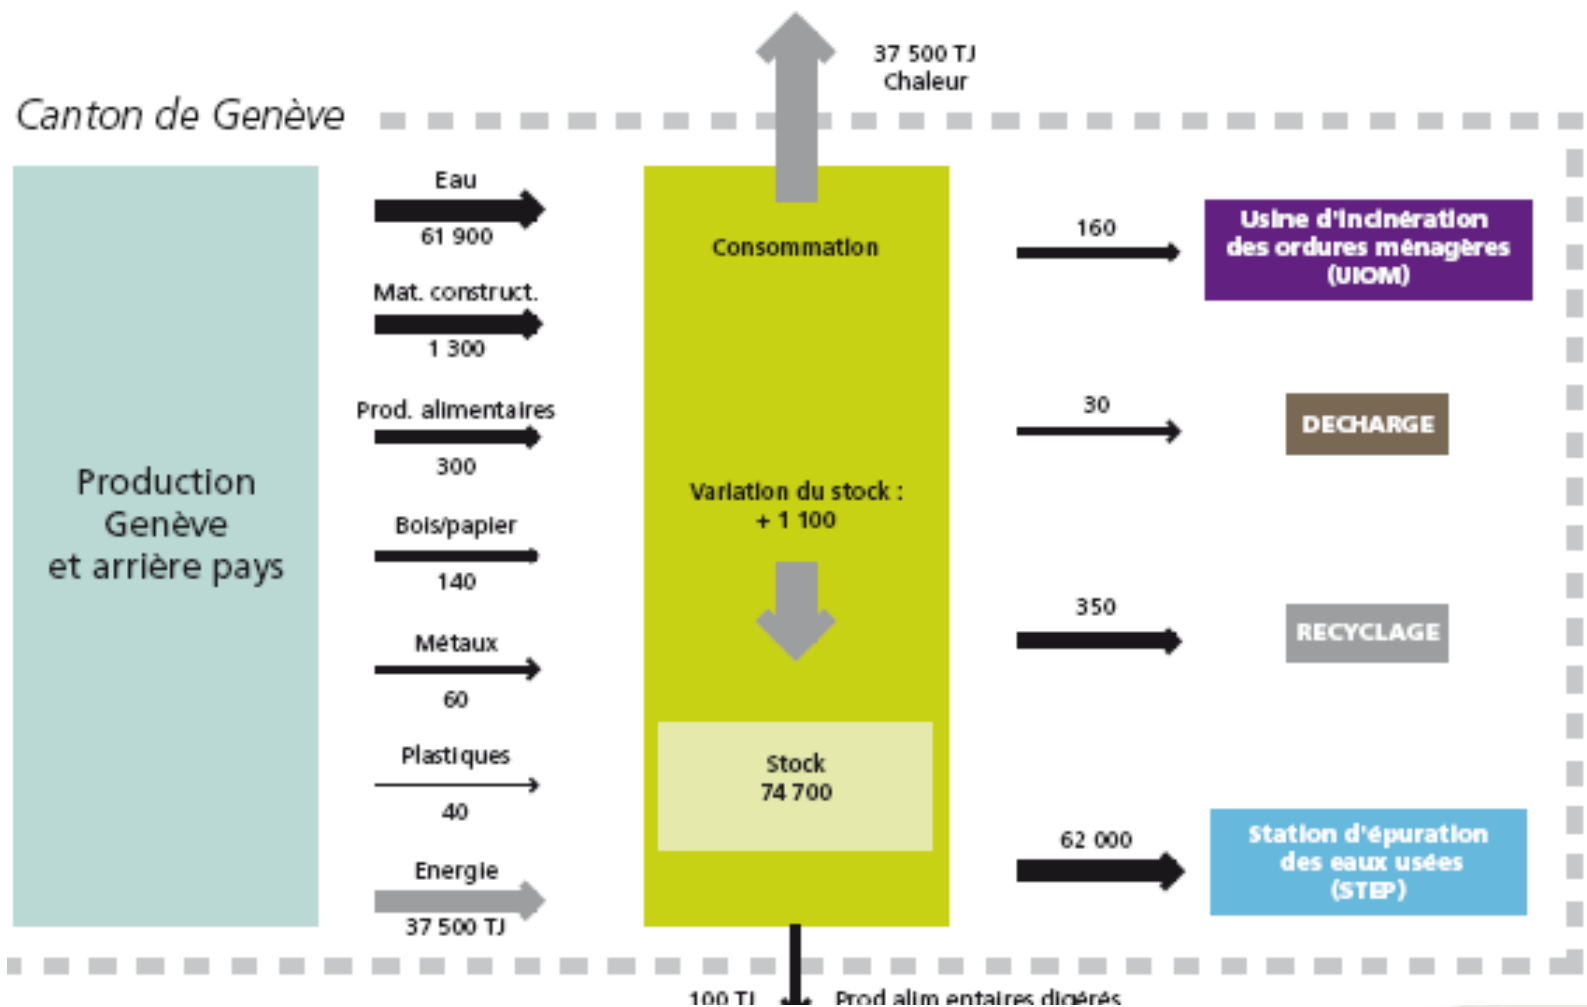 37 500 TJ
Chaleur
Canton de Genève
Production
Genève
et arrière pays
Eau
61 900
Mat. construct.
1 300
Prod. alimentaires
300
Bois/papier
140
Métaux
60
Plastiques
40
Energie
37 500 TJ
Consommation
Variation du stock :
+ 1 100
Stock
74 700
160
Usine d'incinération
des ordures ménagères
(UIOM)
30
DECHARGE
350
RECYCLAGE
62 000
Station d'épuration
des eaux usées
(STEP)
100 TJ
Prod alim entaires digérés